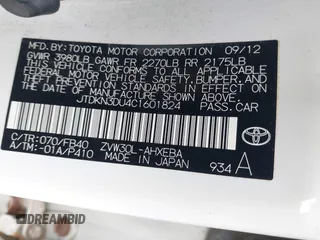 MFD. BY: TOYOTA MOTOR CORPORATION 09/12
GVWR 3980LB GAWR FR 2270LB RR 2175LB
THIS VEHICLE CONFORMS TO ALL APPLICABLE
FEDERAL MOTOR VEHICLE SAFETY, BUMPER, AND
THEFT PREVENTION STANDARDS IN EFFECT ON
THE DATE OF MANUFACTURE SHOWN ABOVE.
JTDKN3DU4C1601824 PASS.CAR
C/TR:070/FB40 ZVW30L-AHXEBA
A/TM:-01A/P410 MADE IN JAPAN
TOYOTA
934 A
DREAMBID